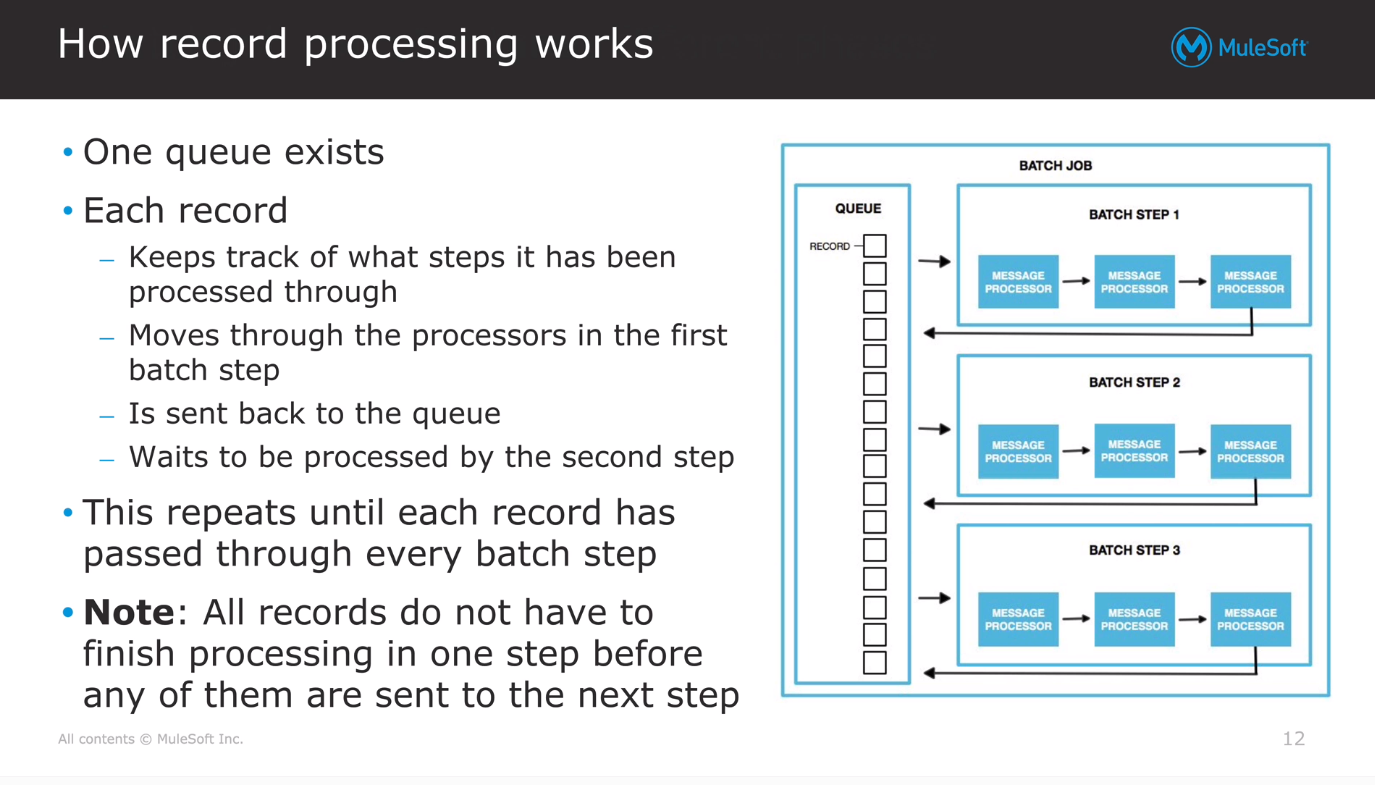 How record processing works
MuleSoft
• One queue exists
• Each record
– Keeps track of what steps it has been
processed through
– Moves through the processors in the first
batch step
– Is sent back to the queue
– Waits to be processed by the second step
• This repeats until each record has
passed through every batch step
• Note: All records do not have to
finish processing in one step before
any of them are sent to the next step
BATCH JOB
QUEUE
RECORD
BATCH STEP 1
MESSAGE
PROCESSOR
MESSAGE
PROCESSOR
MESSAGE
PROCESSOR
BATCH STEP 2
MESSAGE
PROCESSOR
MESSAGE
PROCESSOR
MESSAGE
PROCESSOR
BATCH STEP 3
MESSAGE
PROCESSOR
MESSAGE
PROCESSOR
MESSAGE
PROCESSOR
All contents © MuleSoft Inc.
12